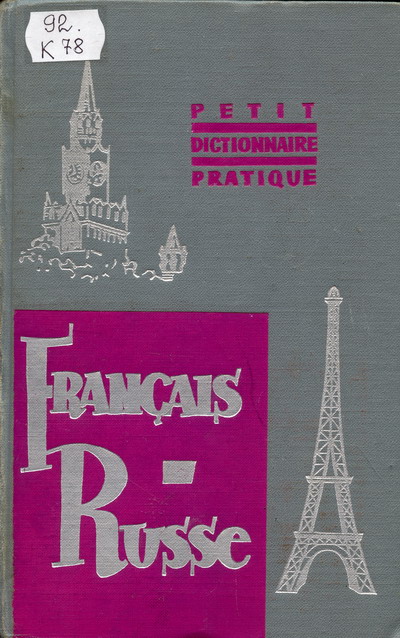 92.
K 78
PETIT
DICTIONNAIRE
PRATIQUE
FRANÇAIS
-
RUSSE